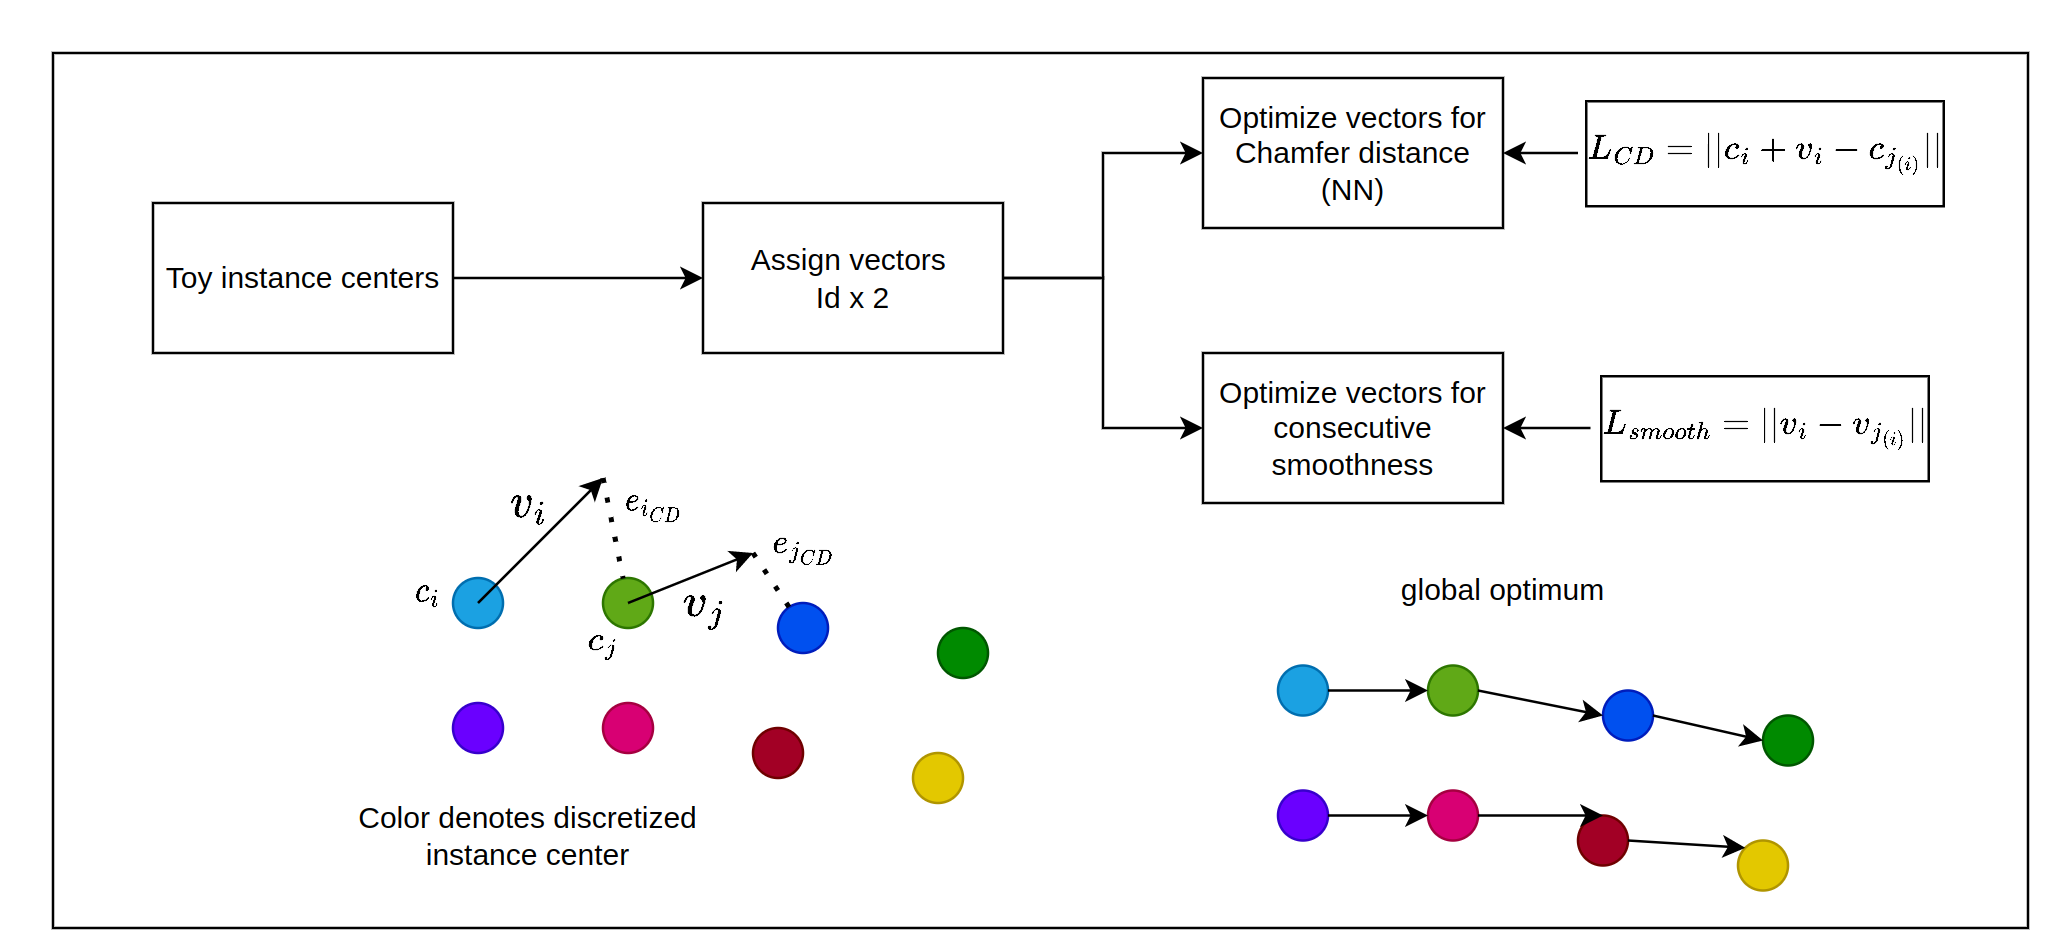 Toy instance centers
Assign vectors
Id x 2
Optimize vectors for
Chamfer distance
(NN)
L_{CD} = ||c_i + v_i − c_{j_{(i)}}||
Optimize vectors for
consecutive
smoothness
L_{smooth} = ||v_i − v_{j_{(i)}}||
v_i
e_{i_{CD}}
e_{j_{CD}}
c_i
v_j
c_j
Color denotes discretized
instance center
global optimum